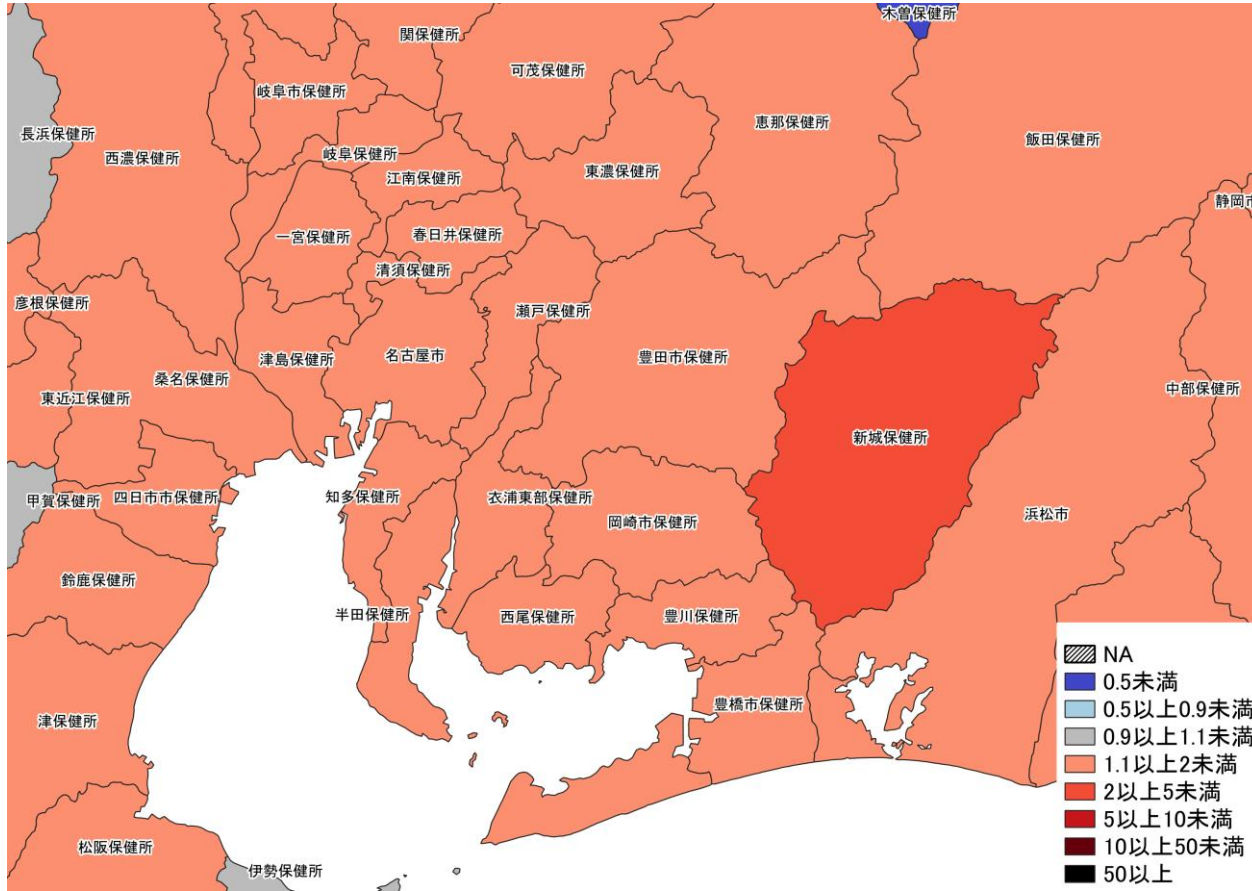 木曽保健所
関保健所
可茂保健所
岐阜市保健所
恵那保健所
長浜保健所
飯田保健所
西濃保健所
岐阜保健所
東濃保健所
江南保健所
静岡市
一宮保健所
春日井保健所
清須保健所
彦根保健所
瀬戸保健所
津島保健所
名古屋市
豊田市保健所
桑名保健所
東近江保健所
中部保健所
新城保健所
甲賀保健所
四日市市保健所
知多保健所
衣浦東部保健所
岡崎市保健所
浜松市
鈴鹿保健所
半田保健所
西尾保健所
豊川保健所
豊橋市保健所
津保健所
松阪保健所
伊勢保健所
NA
0.5未満
0.5以上0.9未満
0.9以上1.1未満
1.1以上2未満
2以上5未満
5以上10未満
10以上50未満
50以上